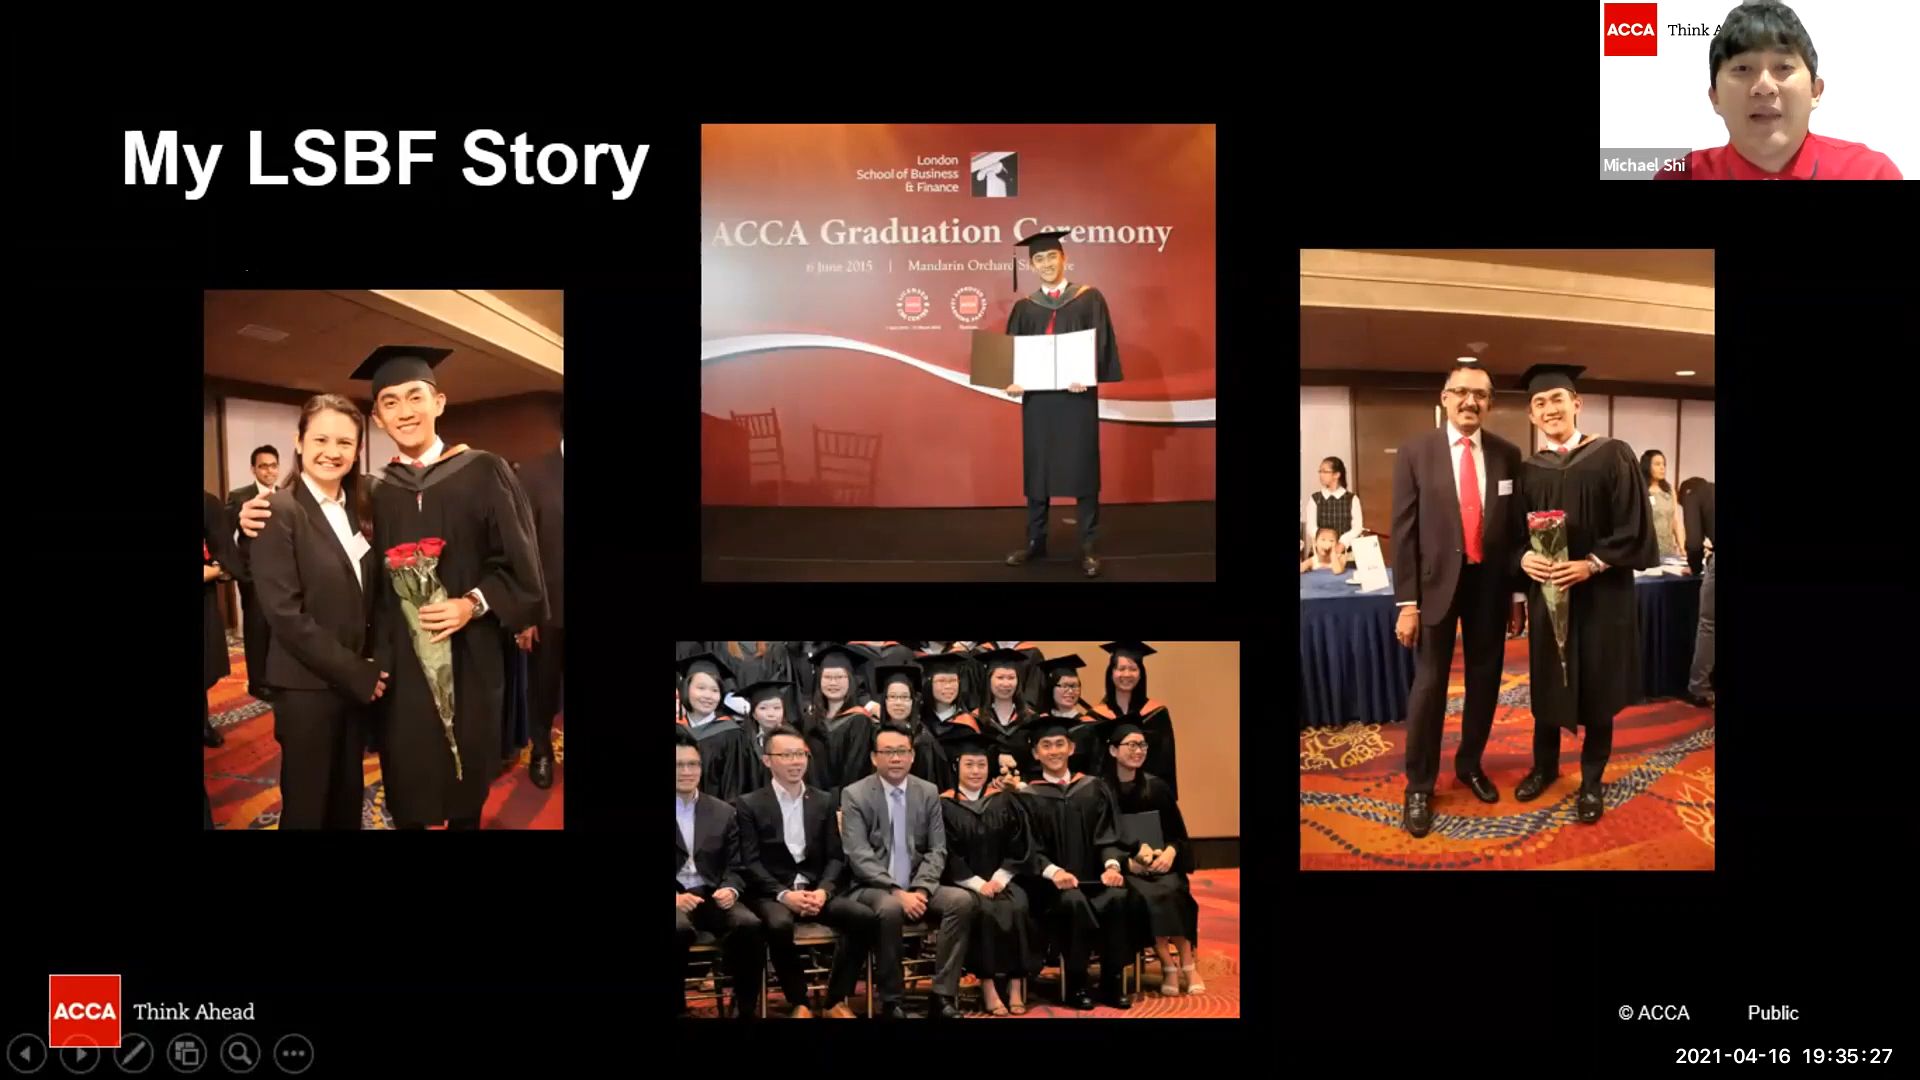 ACCA Think A
Michael Shi
My LSBF Story
London
School of Business
& Finance
ACCA Graduation Ceremony
6 June 2015 | Mandarin Orchard
ACCA Think Ahead
© ACCA Public
2021-04-16 19:35:27